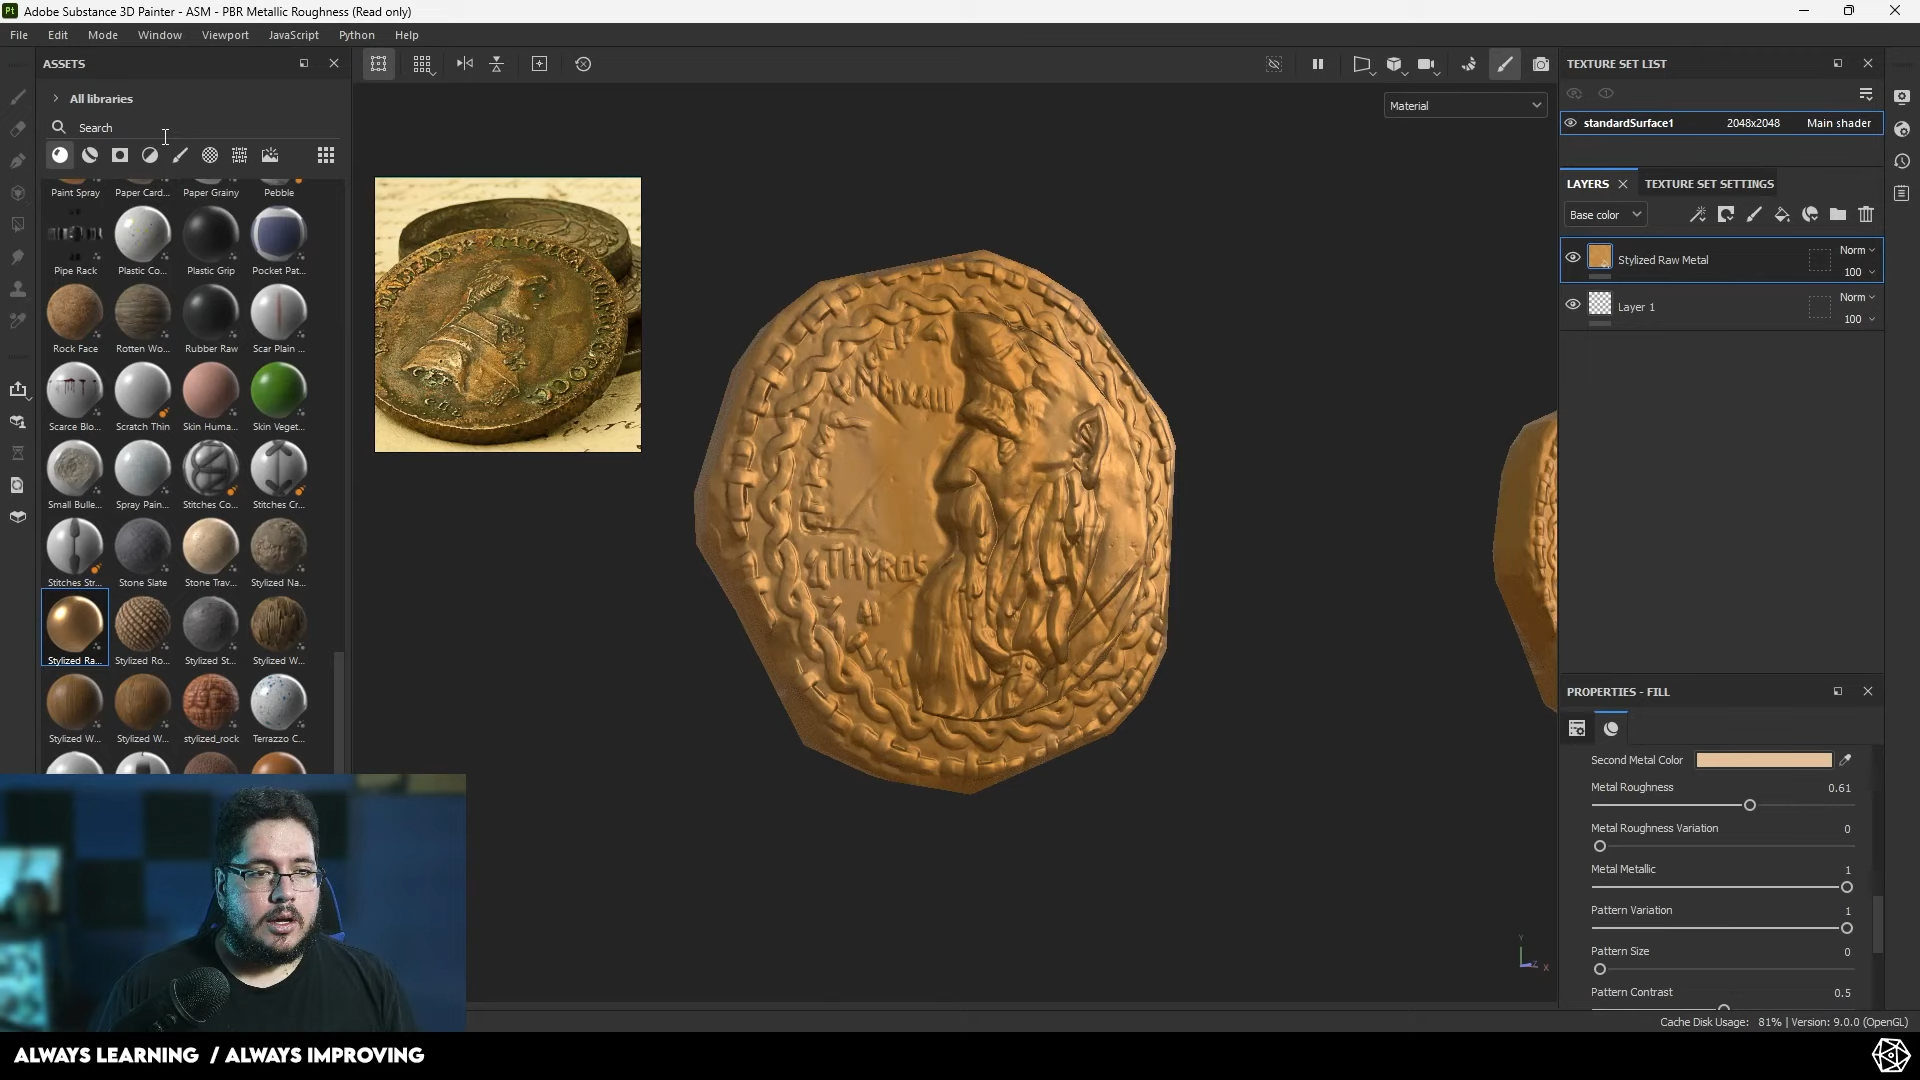 Adobe Substance 3D Painter - ASM - PBR Metallic Roughness (Read only)
File Edit Mode Window Viewport JavaScript Python Help
ASSETS
All libraries
Search
Paint Spray Paper Card... Paper Grainy Pebble
Pipe Rack Plastic Co... Plastic Grip Pocket Pat...
Rock Face Rotten Wo... Rubber Raw Scar Plain ...
Scarce Blo... Scratch Thin Skin Huma... Skin Veget...
Small Bulle... Spray Pain... Stitches Co... Stitches Cr...
Stitches Str... Stone Slate Stone Trav... Stylized Na...
Stylized Ra... Stylized Ro... Stylized St... Stylized W...
Stylized W... Stylized W... stylized_rock Terrazzo C...
Material
THYROS
Y
X
TEXTURE SET LIST
standardSurface1 2048x2048 Main shader
LAYERS TEXTURE SET SETTINGS
Base color
Stylized Raw Metal Norm
100
Layer 1 Norm
100
PROPERTIES - FILL
Second Metal Color
Metal Roughness 0.61
Metal Roughness Variation 0
Metal Metallic 1
Pattern Variation 1
Pattern Size 0
Pattern Contrast 0.5
Cache Disk Usage: 81% | Version: 9.0.0 (OpenGL)
ALWAYS LEARNING / ALWAYS IMPROVING